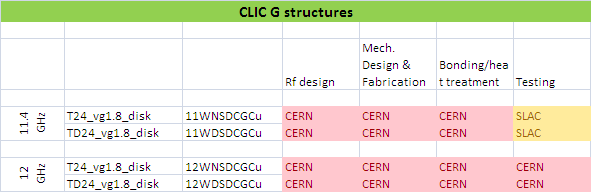 CLIC G structures
Rf design Mech. Design & Fabrication Bonding/hea t treatment Testing
11.4 GHz
T24_vg1.8_disk 11WNSDCGCu CERN CERN CERN SLAC
TD24_vg1.8_disk 11WDSDCGCu CERN CERN CERN SLAC
12 GHz
T24_vg1.8_disk 12WNSDCGCu CERN CERN CERN CERN
TD24_vg1.8_disk 12WDSDCGCu CERN CERN CERN CERN